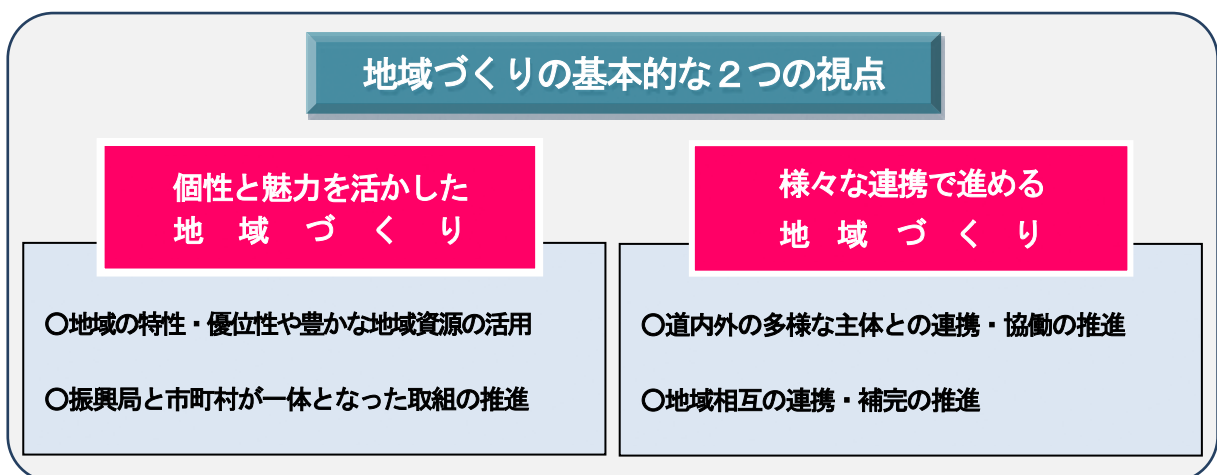 地域づくりの基本的な２つの視点
個性と魅力を活かした
地域づくり
〇地域の特性・優位性や豊かな地域資源の活用
〇振興局と市町村が一体となった取組の推進
様々な連携で進める
地域づくり
〇道内外の多様な主体との連携・協働の推進
〇地域相互の連携・補完の推進